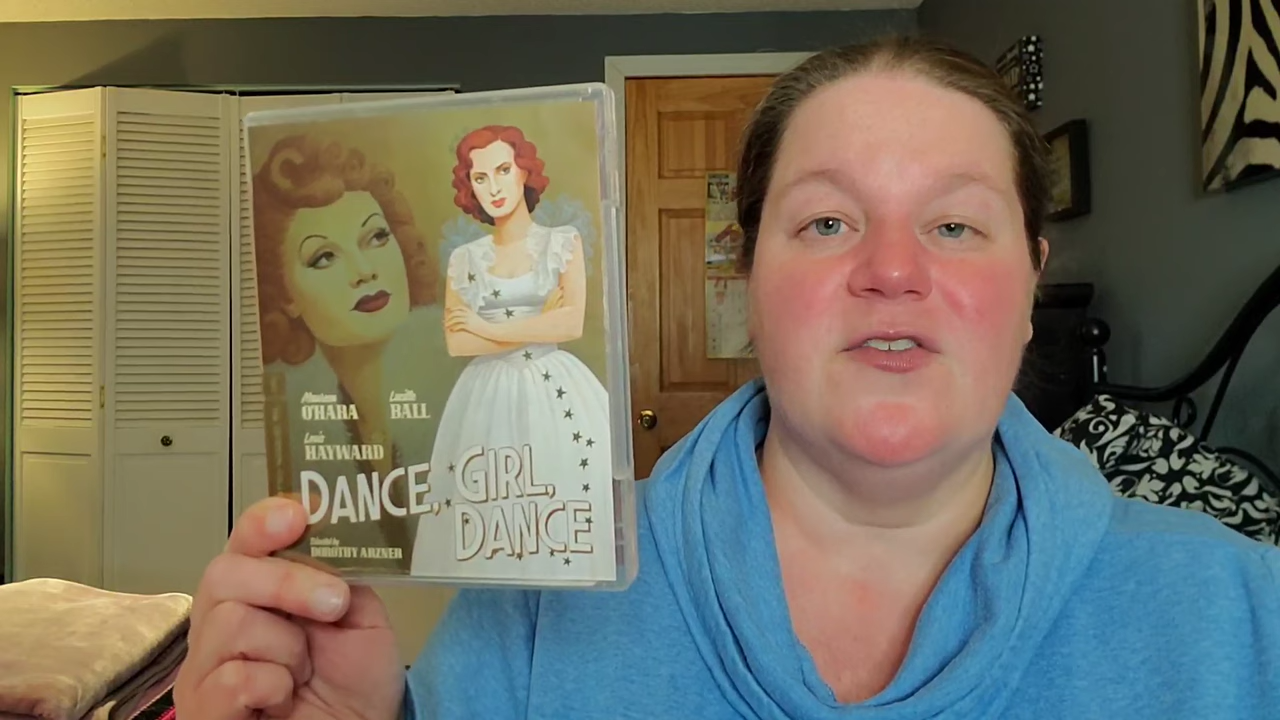 Maureen
O'HARA
Lucille
BALL
Louis
HAYWARD
DANCE, GIRL,
DANCE
Directed by
DOROTHY ARZNER